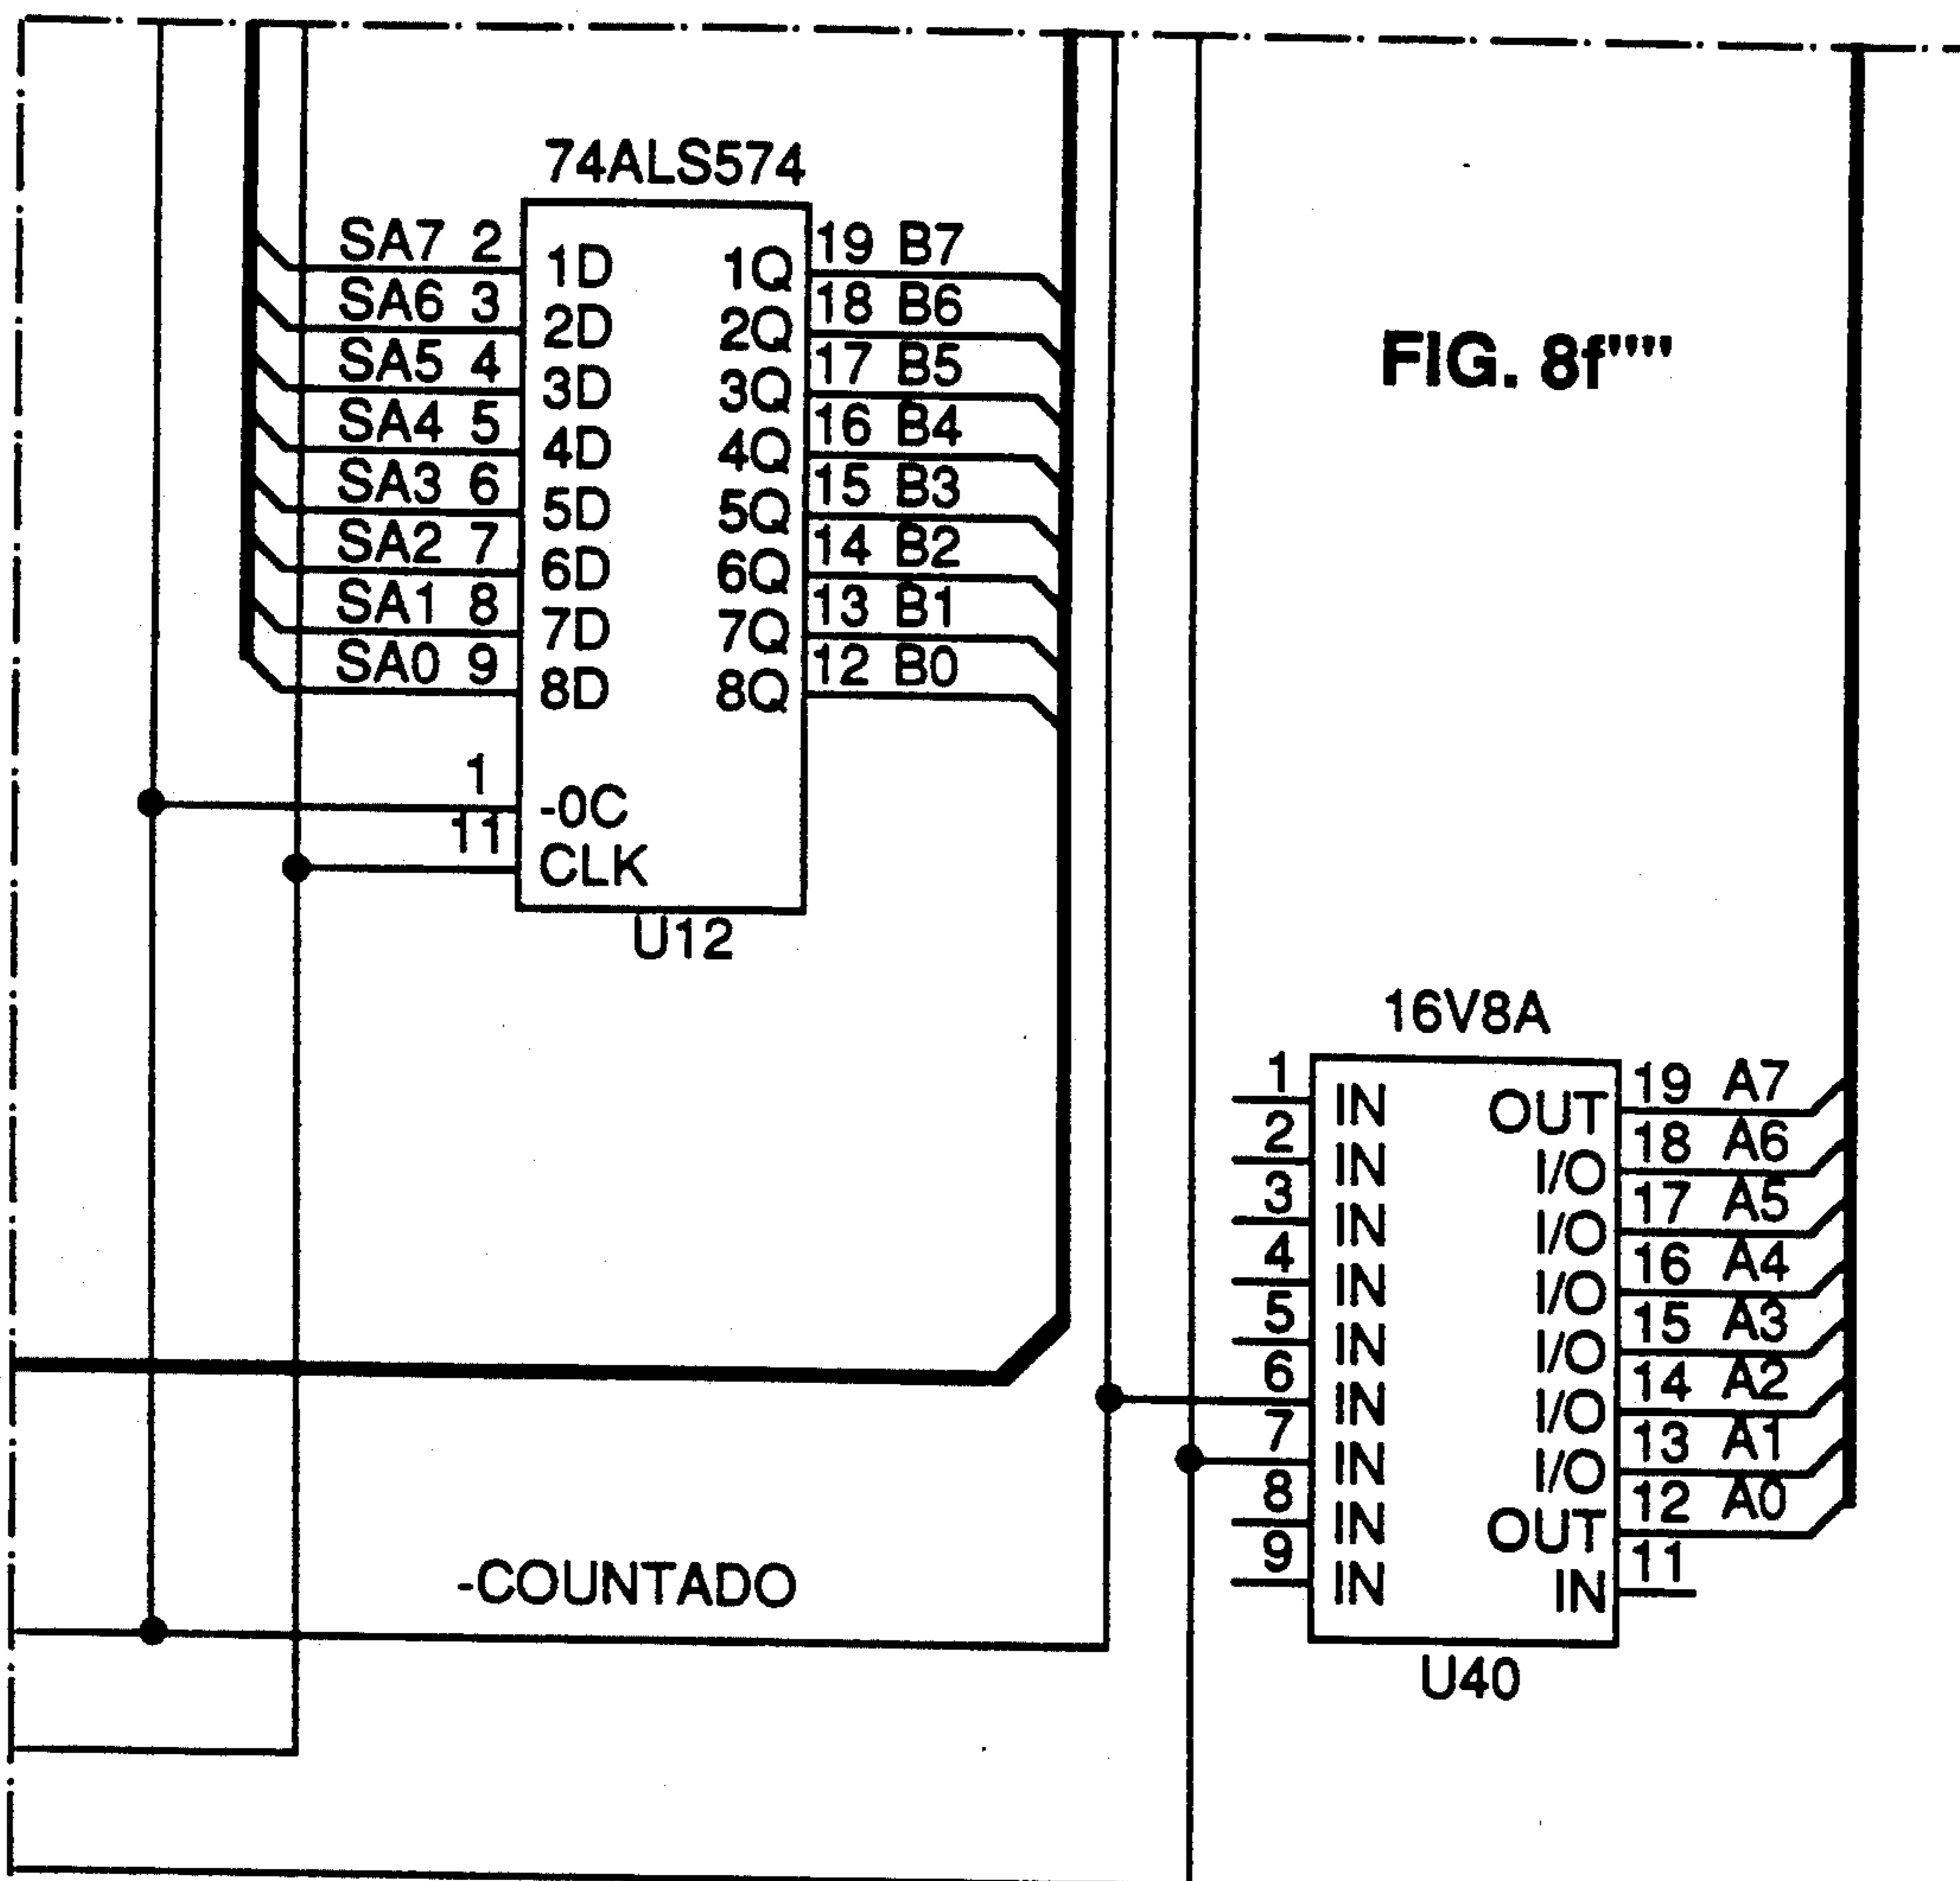 74ALS574
SA7 2 1D 1Q 19 B7
SA6 3 2D 2Q 18 B6
SA5 4 3D 3Q 17 B5
SA4 5 4D 4Q 16 B4
SA3 6 5D 5Q 15 B3
SA2 7 6D 6Q 14 B2
SA1 8 7D 7Q 13 B1
SA0 9 8D 8Q 12 B0
1 -0C
11 CLK
U12
FIG. 8f""
16V8A
1 IN OUT 19 A7
2 IN I/O 18 A6
3 IN I/O 17 A5
4 IN I/O 16 A4
5 IN I/O 15 A3
6 IN I/O 14 A2
7 IN I/O 13 A1
8 IN OUT 12 A0
9 IN IN 11
U40
-COUNTADO